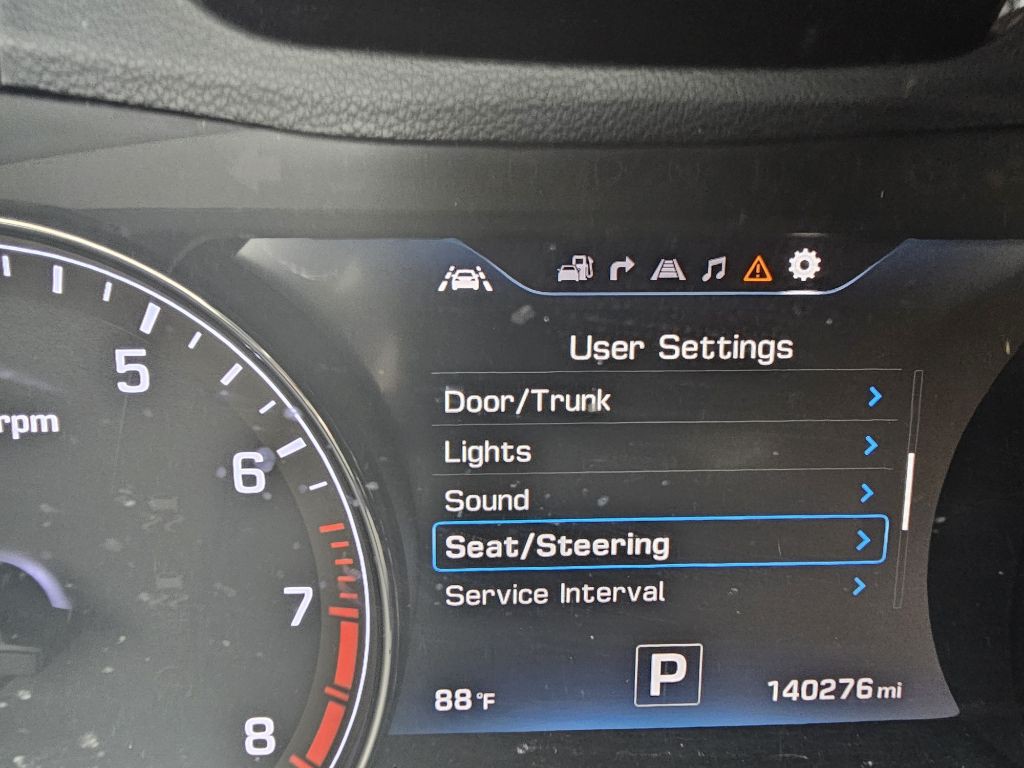 5
rpm
6
7
8
User Settings
Door/Trunk
Lights
Sound
Seat/Steering
Service Interval
88°F
P
140276 mi